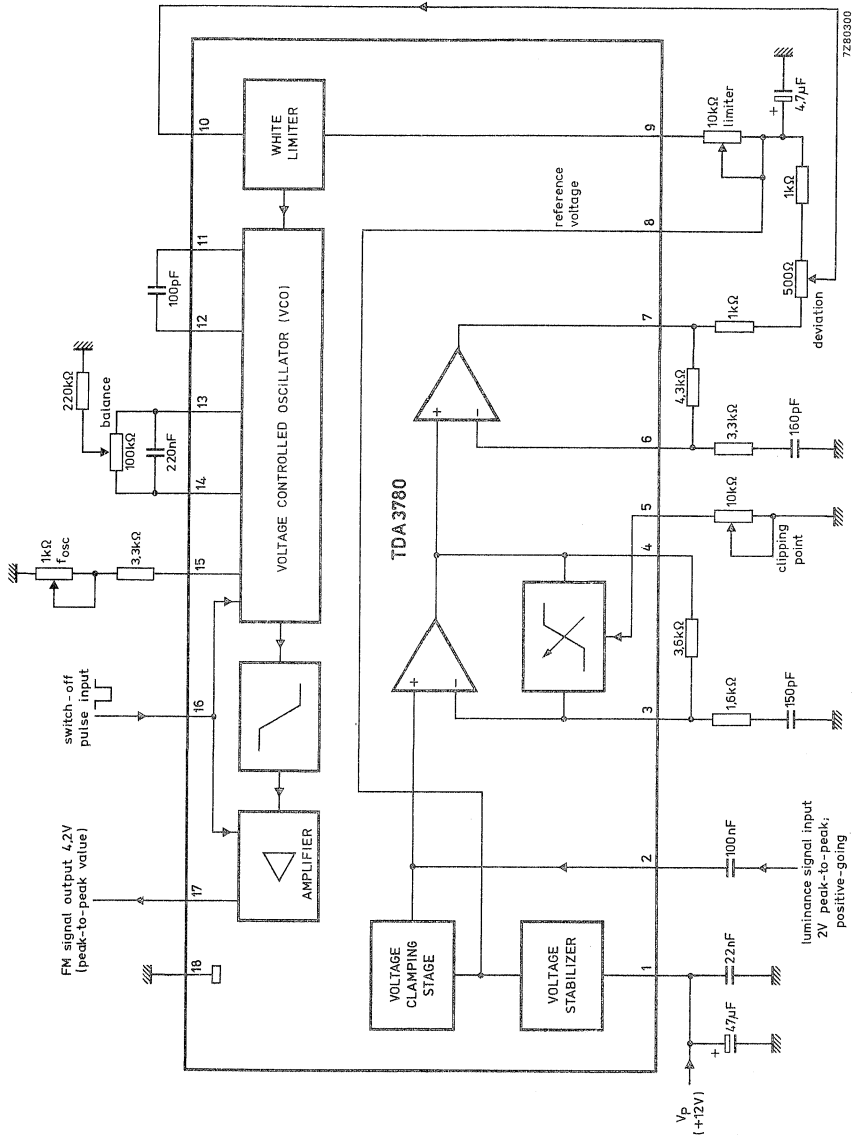 7Z80300
FM signal output 4,2V
(peak-to-peak value)
switch-off
pulse input
1kΩ
fosc
3,3kΩ
220kΩ
balance
100kΩ
220nF
100pF
18
17
16
15
14
13
12
11
10
AMPLIFIER
VOLTAGE CONTROLLED OSCILLATOR (VCO)
WHITE
LIMITER
TDA3780
VOLTAGE
CLAMPING
STAGE
VOLTAGE
STABILIZER
+
-
+
-
reference
voltage
1
2
3
4
5
6
7
8
9
Vp
(+12V)
+
47µF
22nF
100nF
luminance signal input
2V peak-to-peak;
positive-going
3,6kΩ
1,6kΩ
150pF
10kΩ
clipping
point
4,3kΩ
3,3kΩ
160pF
1kΩ
500Ω
deviation
1kΩ
10kΩ
limiter
+
4,7µF